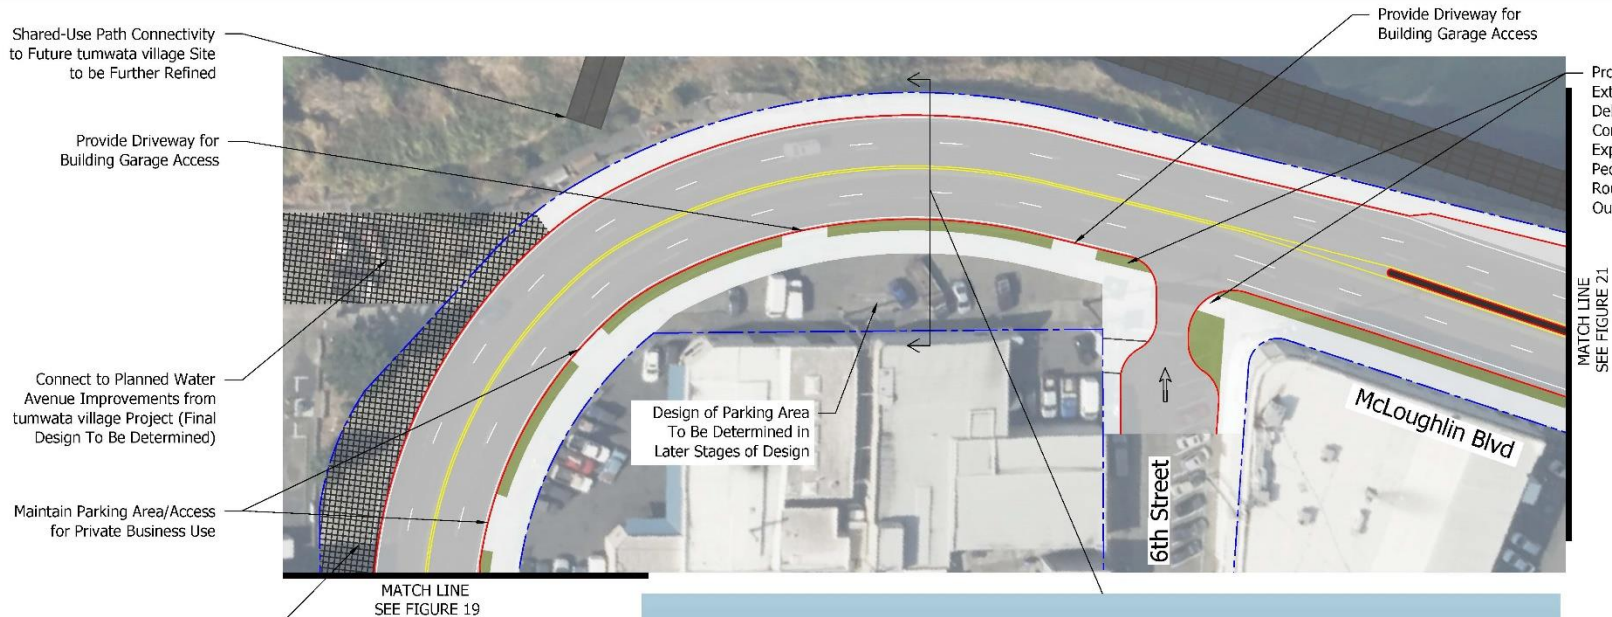 Shared-Use Path Connectivity
to Future tumwata village Site
to be Further Refined
Provide Driveway for
Building Garage Access
Provide Driveway for
Building Garage Access
Connect to Planned Water
Avenue Improvements from
tumwata village Project (Final
Design To Be Determined)
Maintain Parking Area/Access
for Private Business Use
Design of Parking Area
To Be Determined in
Later Stages of Design
6th Street
McLoughlin Blvd
MATCH LINE
SEE FIGURE 21
MATCH LINE
SEE FIGURE 19